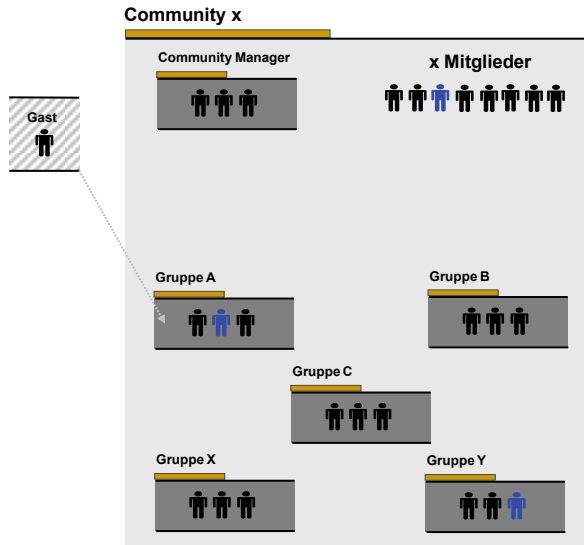 Community x
Community Manager
x Mitglieder
Gast
Gruppe A
Gruppe B
Gruppe C
Gruppe X
Gruppe Y